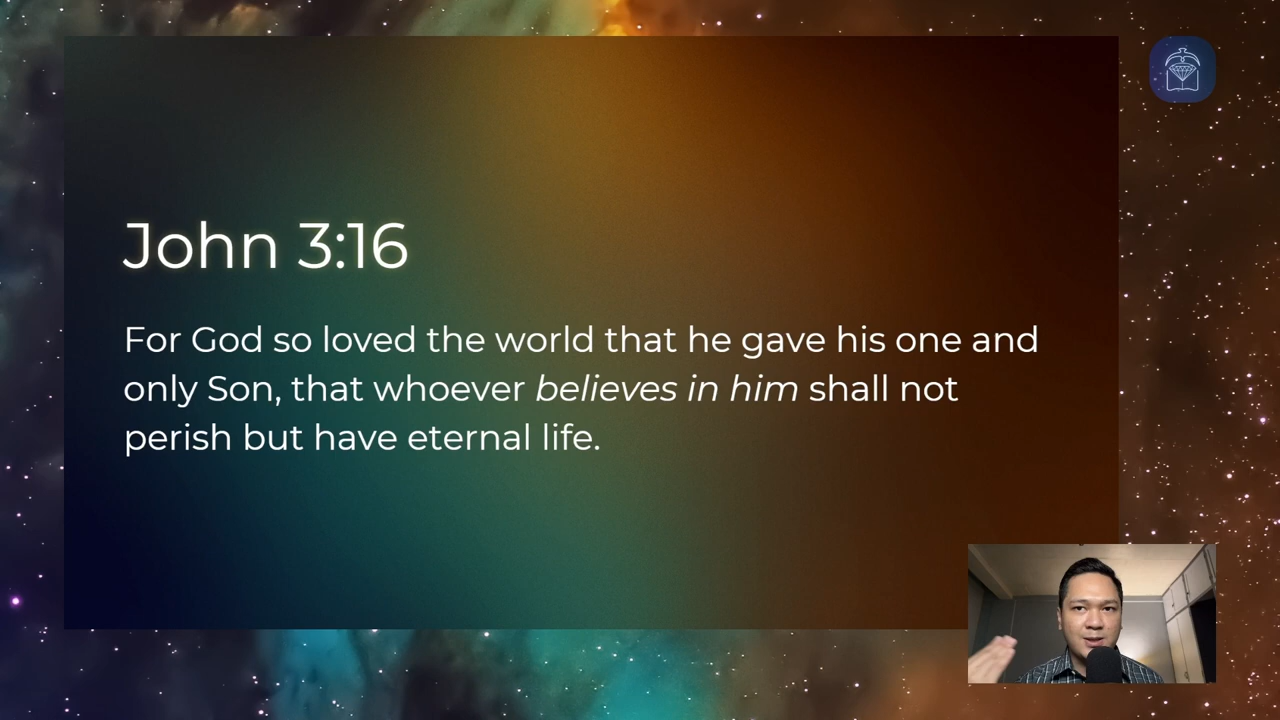 John 3:16
For God so loved the world that he gave his one and
only Son, that whoever believes in him shall not
perish but have eternal life.